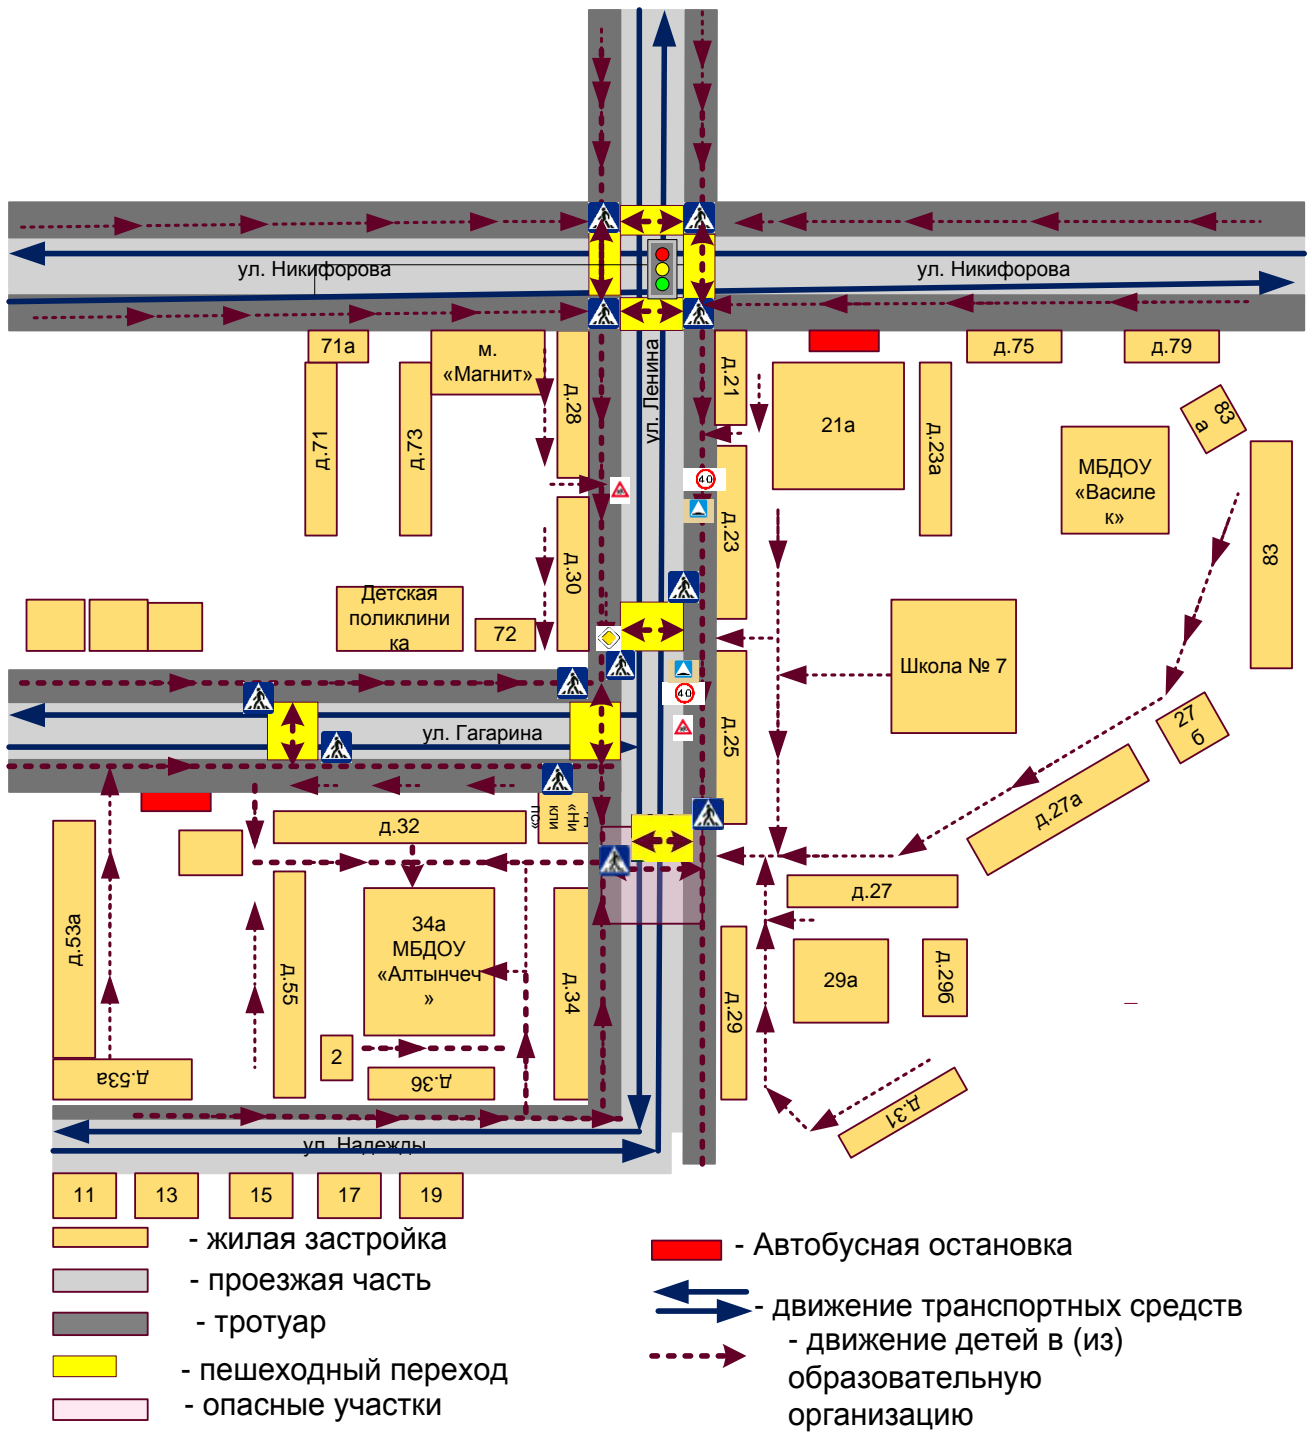 ул. Никифорова
ул. Никифорова
71а
м.
«Магнит»
д.28
ул. Ленина
д.21
д.75
д.79
д.71
д.73
21а
д.23а
83
а
МБДОУ
«Василе
к»
83
40
д.23
д.30
Детская
поликлини
ка
72
Школа № 7
40
д.25
27
б
ул. Гагарина
д.27а
д.32
«Ни
кли
пс»
д.27
д.53а
д.55
34а
МБДОУ
«Алтынчеч
»
д.34
29а
д.29б
д.29
2
д.53а
д.36
д.31
ул. Надежды
11
13
15
17
19
- жилая застройка
- проезжая часть
- тротуар
- пешеходный переход
- опасные участки
- Автобусная остановка
- движение транспортных средств
- движение детей в (из)
образовательную
организацию